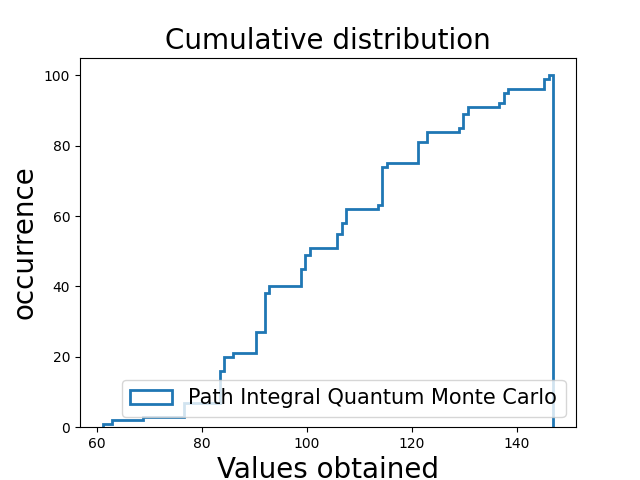 Cumulative distribution
100
80
60
40
20
0
occurrence
Path Integral Quantum Monte Carlo
60 80 100 120 140
Values obtained